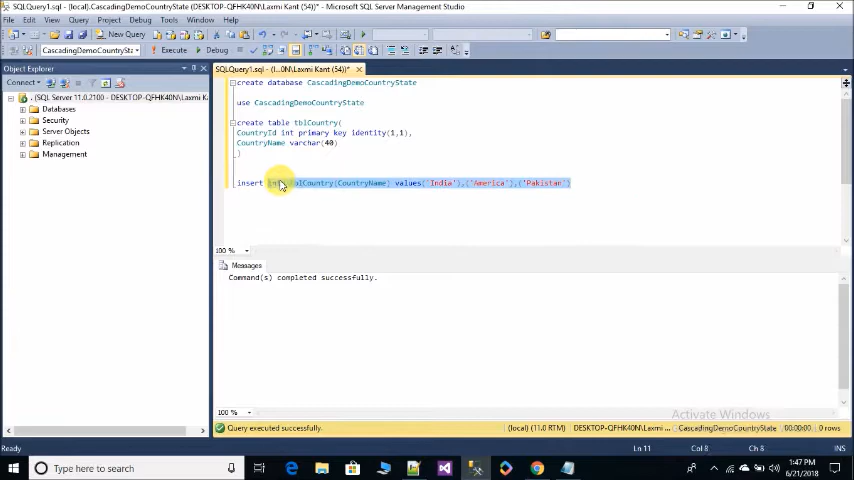 SQLQuery1.sql - (local).CascadingDemoCountryState (DESKTOP-QFHK40N\Laxmi Kant (54))* - Microsoft SQL Server Management Studio
File Edit View Query Project Debug Tools Window Help
New Query
CascadingDemoCountryStat Execute Debug
Object Explorer
SQLQuery1.sql - (l...0N\Laxmi Kant (54))*
Connect
. (SQL Server 11.0.2100 - DESKTOP-QFHK40N\Laxmi K
Databases
Security
Server Objects
Replication
Management
create database CascadingDemoCountryState
use CascadingDemoCountryState
create table tblCountry(
CountryId int primary key identity(1,1),
CountryName varchar(40)
)
insert into tblCountry(CountryName) values('India'),('America'),('Pakistan')
100 %
Messages
Command(s) completed successfully.
100 %
Activate Windows
Query executed successfully. (local) (11.0 RTM) DESKTOP-QFHK40N\Laxmi ... CascadingDemoCountryState 00:00:00 0 rows
Ready Ln 11 Col 8 Ch 8 INS
Type here to search
1:47 PM
6/21/2018